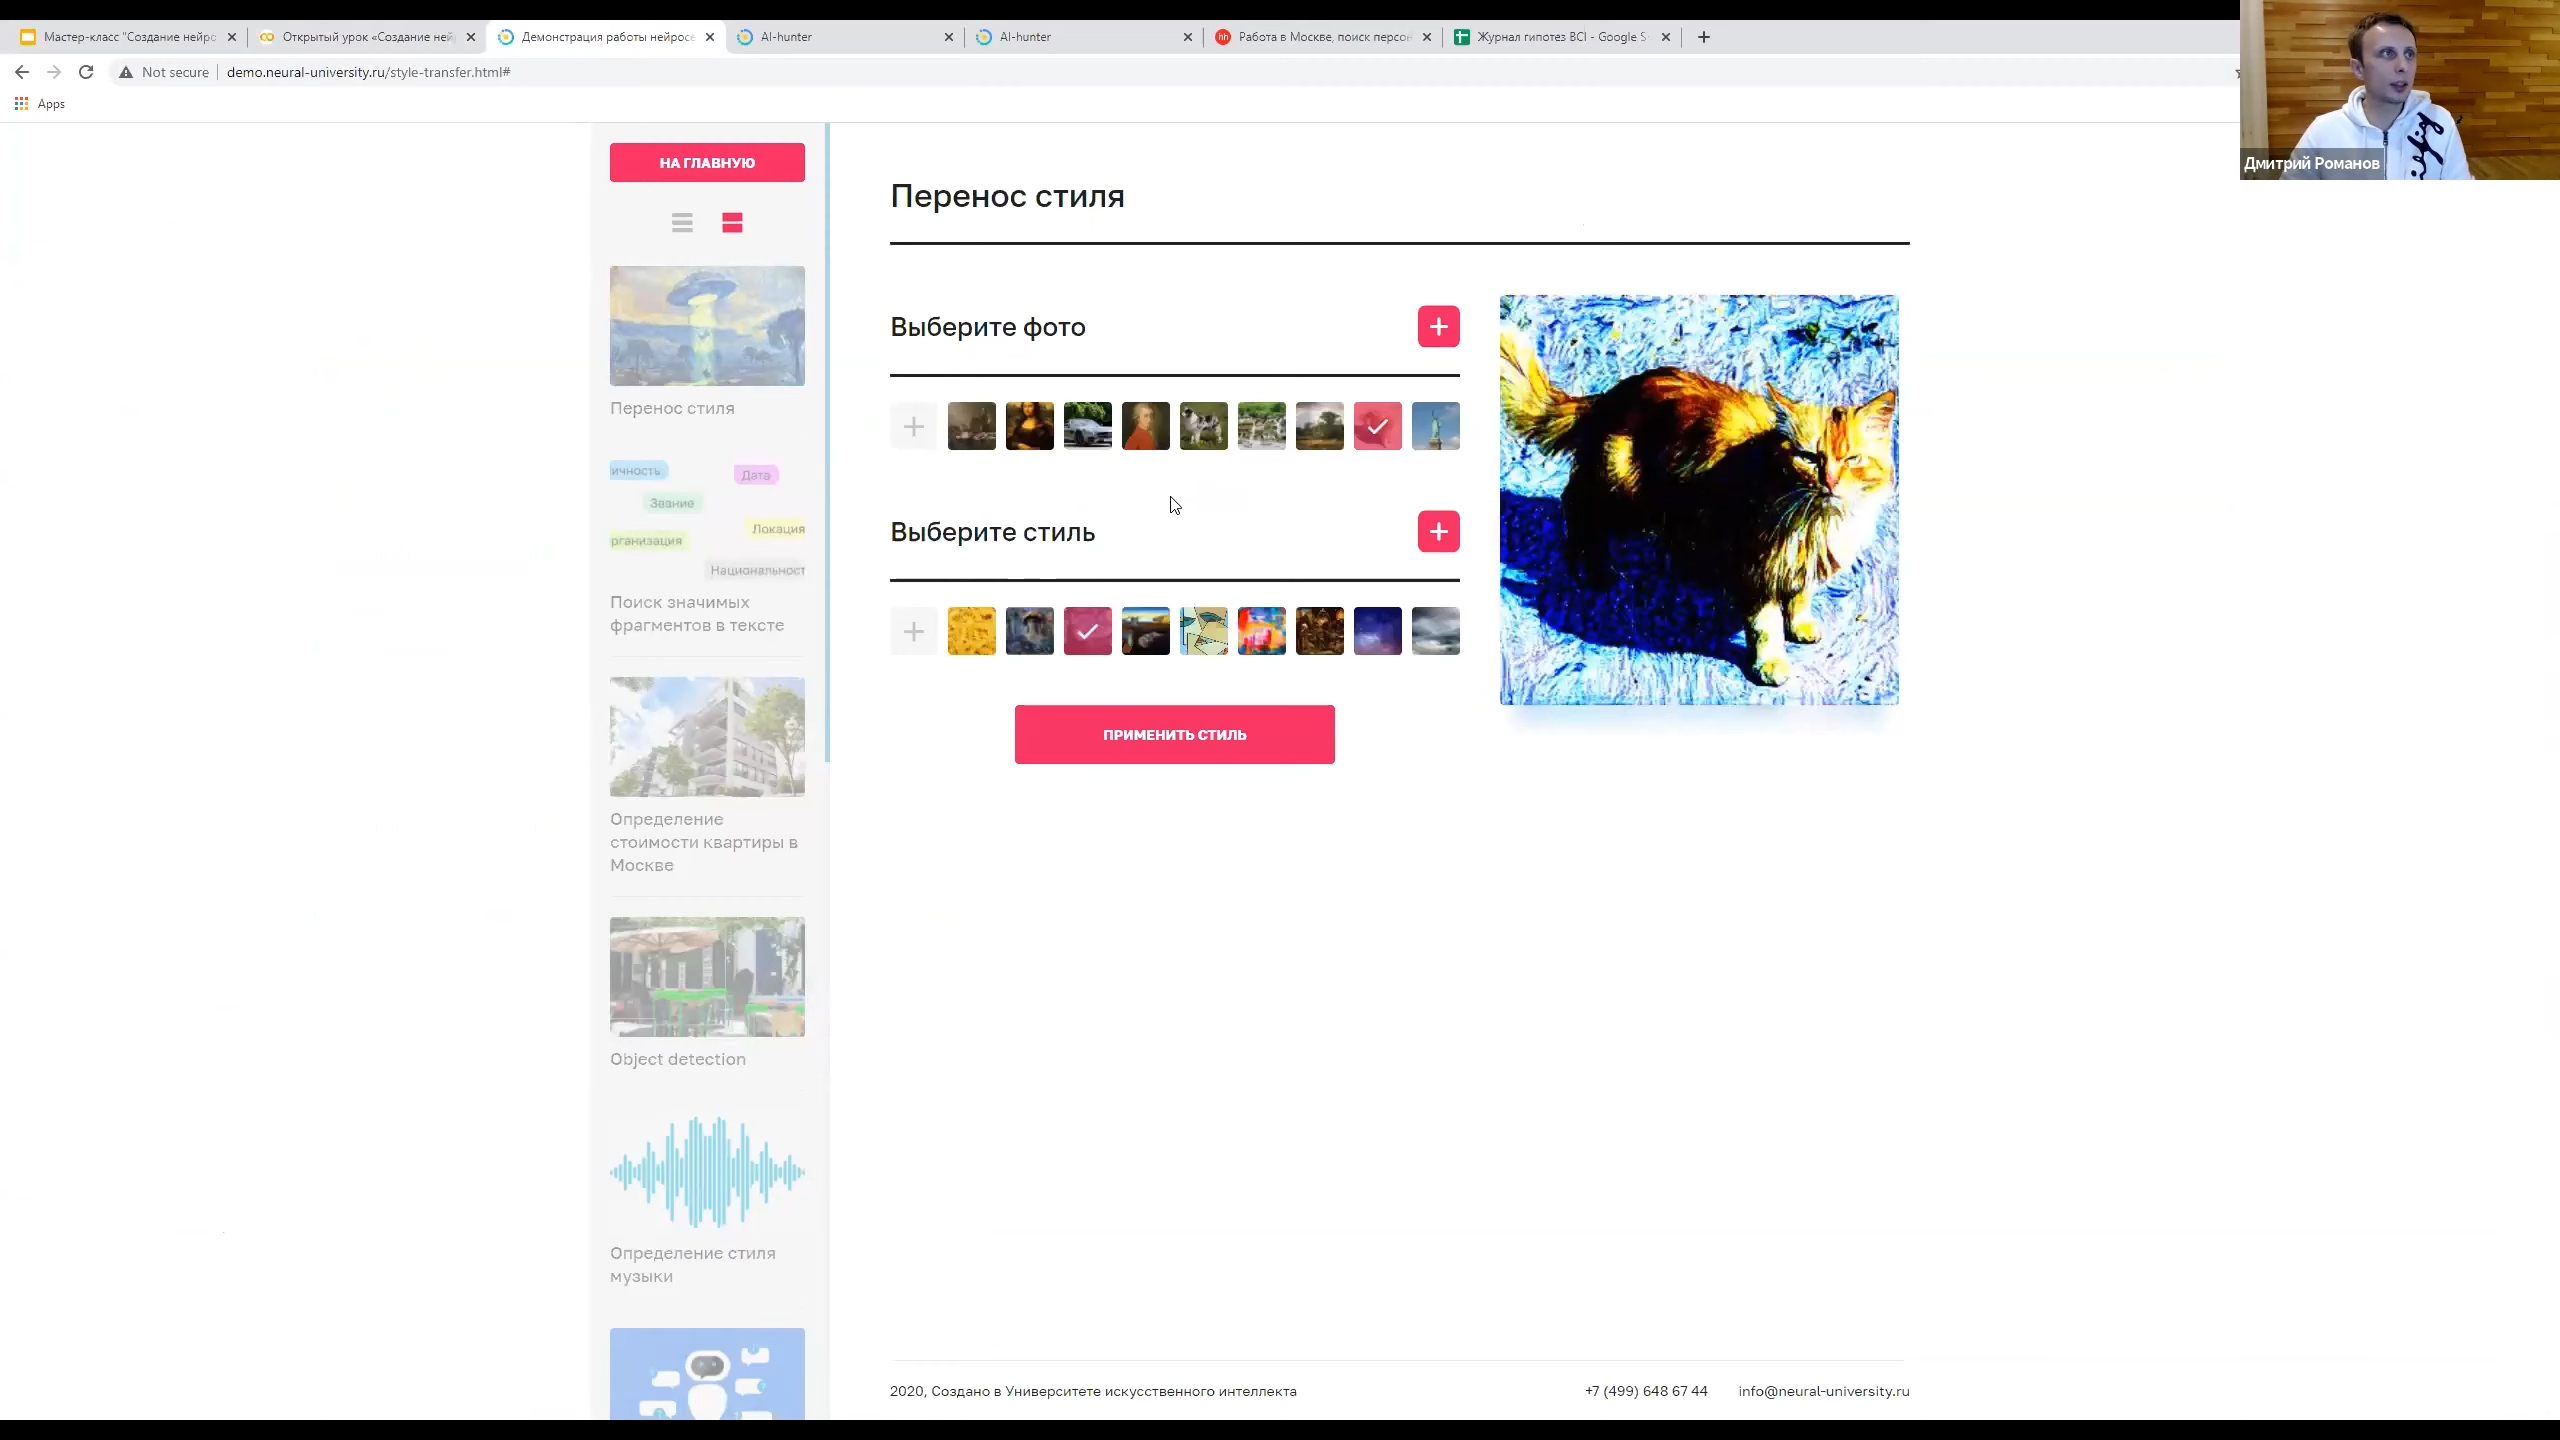 Мастер-класс "Создание нейро
Открытый урок «Создание ней
Демонстрация работы нейросе
AI-hunter
AI-hunter
Работа в Москве, поиск персон
Журнал гипотез BCI - Google S
Not secure
demo.neural-university.ru/style-transfer.html#
Apps
Дмитрий Романов
НА ГЛАВНУЮ
Перенос стиля
ичность
Дата
Звание
Локация
рганизация
Национальност
Поиск значимых
фрагментов в тексте
Определение
стоимости квартиры в
Москве
Object detection
Определение стиля
музыки
Перенос стиля
Выберите фото
Выберите стиль
ПРИМЕНИТЬ СТИЛЬ
2020, Создано в Университете искусственного интеллекта
+7 (499) 648 67 44
info@neural-university.ru